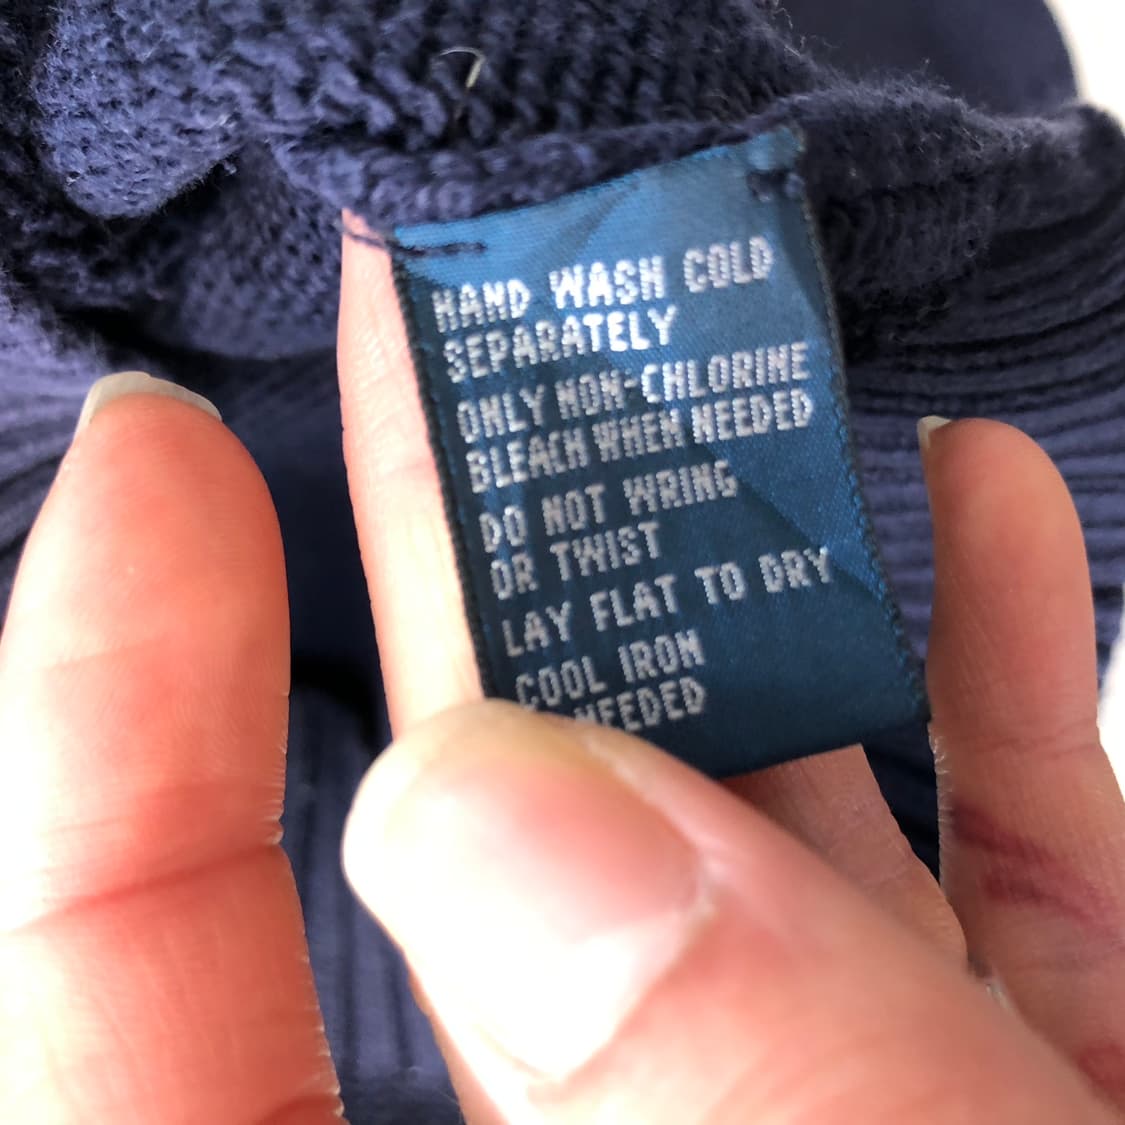 HAND WASH COLD
SEPARATELY
ONLY NON-CHLORINE
BLEACH WHEN NEEDED
DO NOT WRING
OR TWIST
LAY FLAT TO DRY
COOL IRON
NEEDED